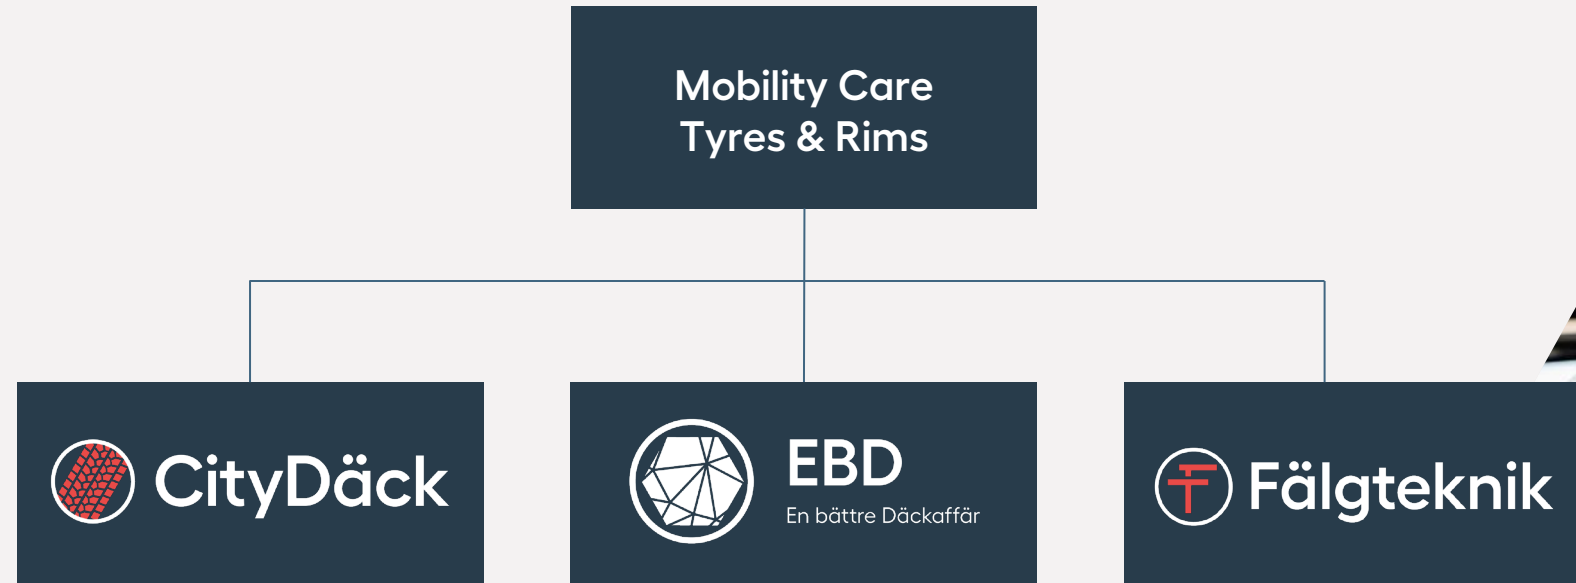 Mobility Care
Tyres & Rims
CityDäck
EBD
En bättre Däckaffär
Fälgteknik